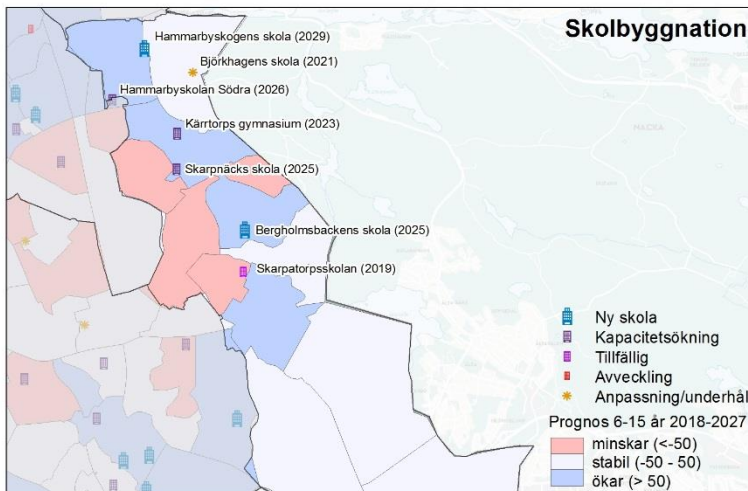 Skolbyggnation
Hammarbyskogens skola (2029)
Björkhagens skola (2021)
Hammarbyskolan Södra (2026)
Kärrtorps gymnasium (2023)
Skarpnäcks skola (2025)
Bergholmsbackens skola (2025)
Skarpatorpsskolan (2019)
NACKA
Ny skola
Kapacitetsökning
Tillfällig
Avveckling
Anpassning/underhål
Prognos 6-15 år 2018-2027
minskar (<-50)
stabil (-50 - 50)
ökar (> 50)